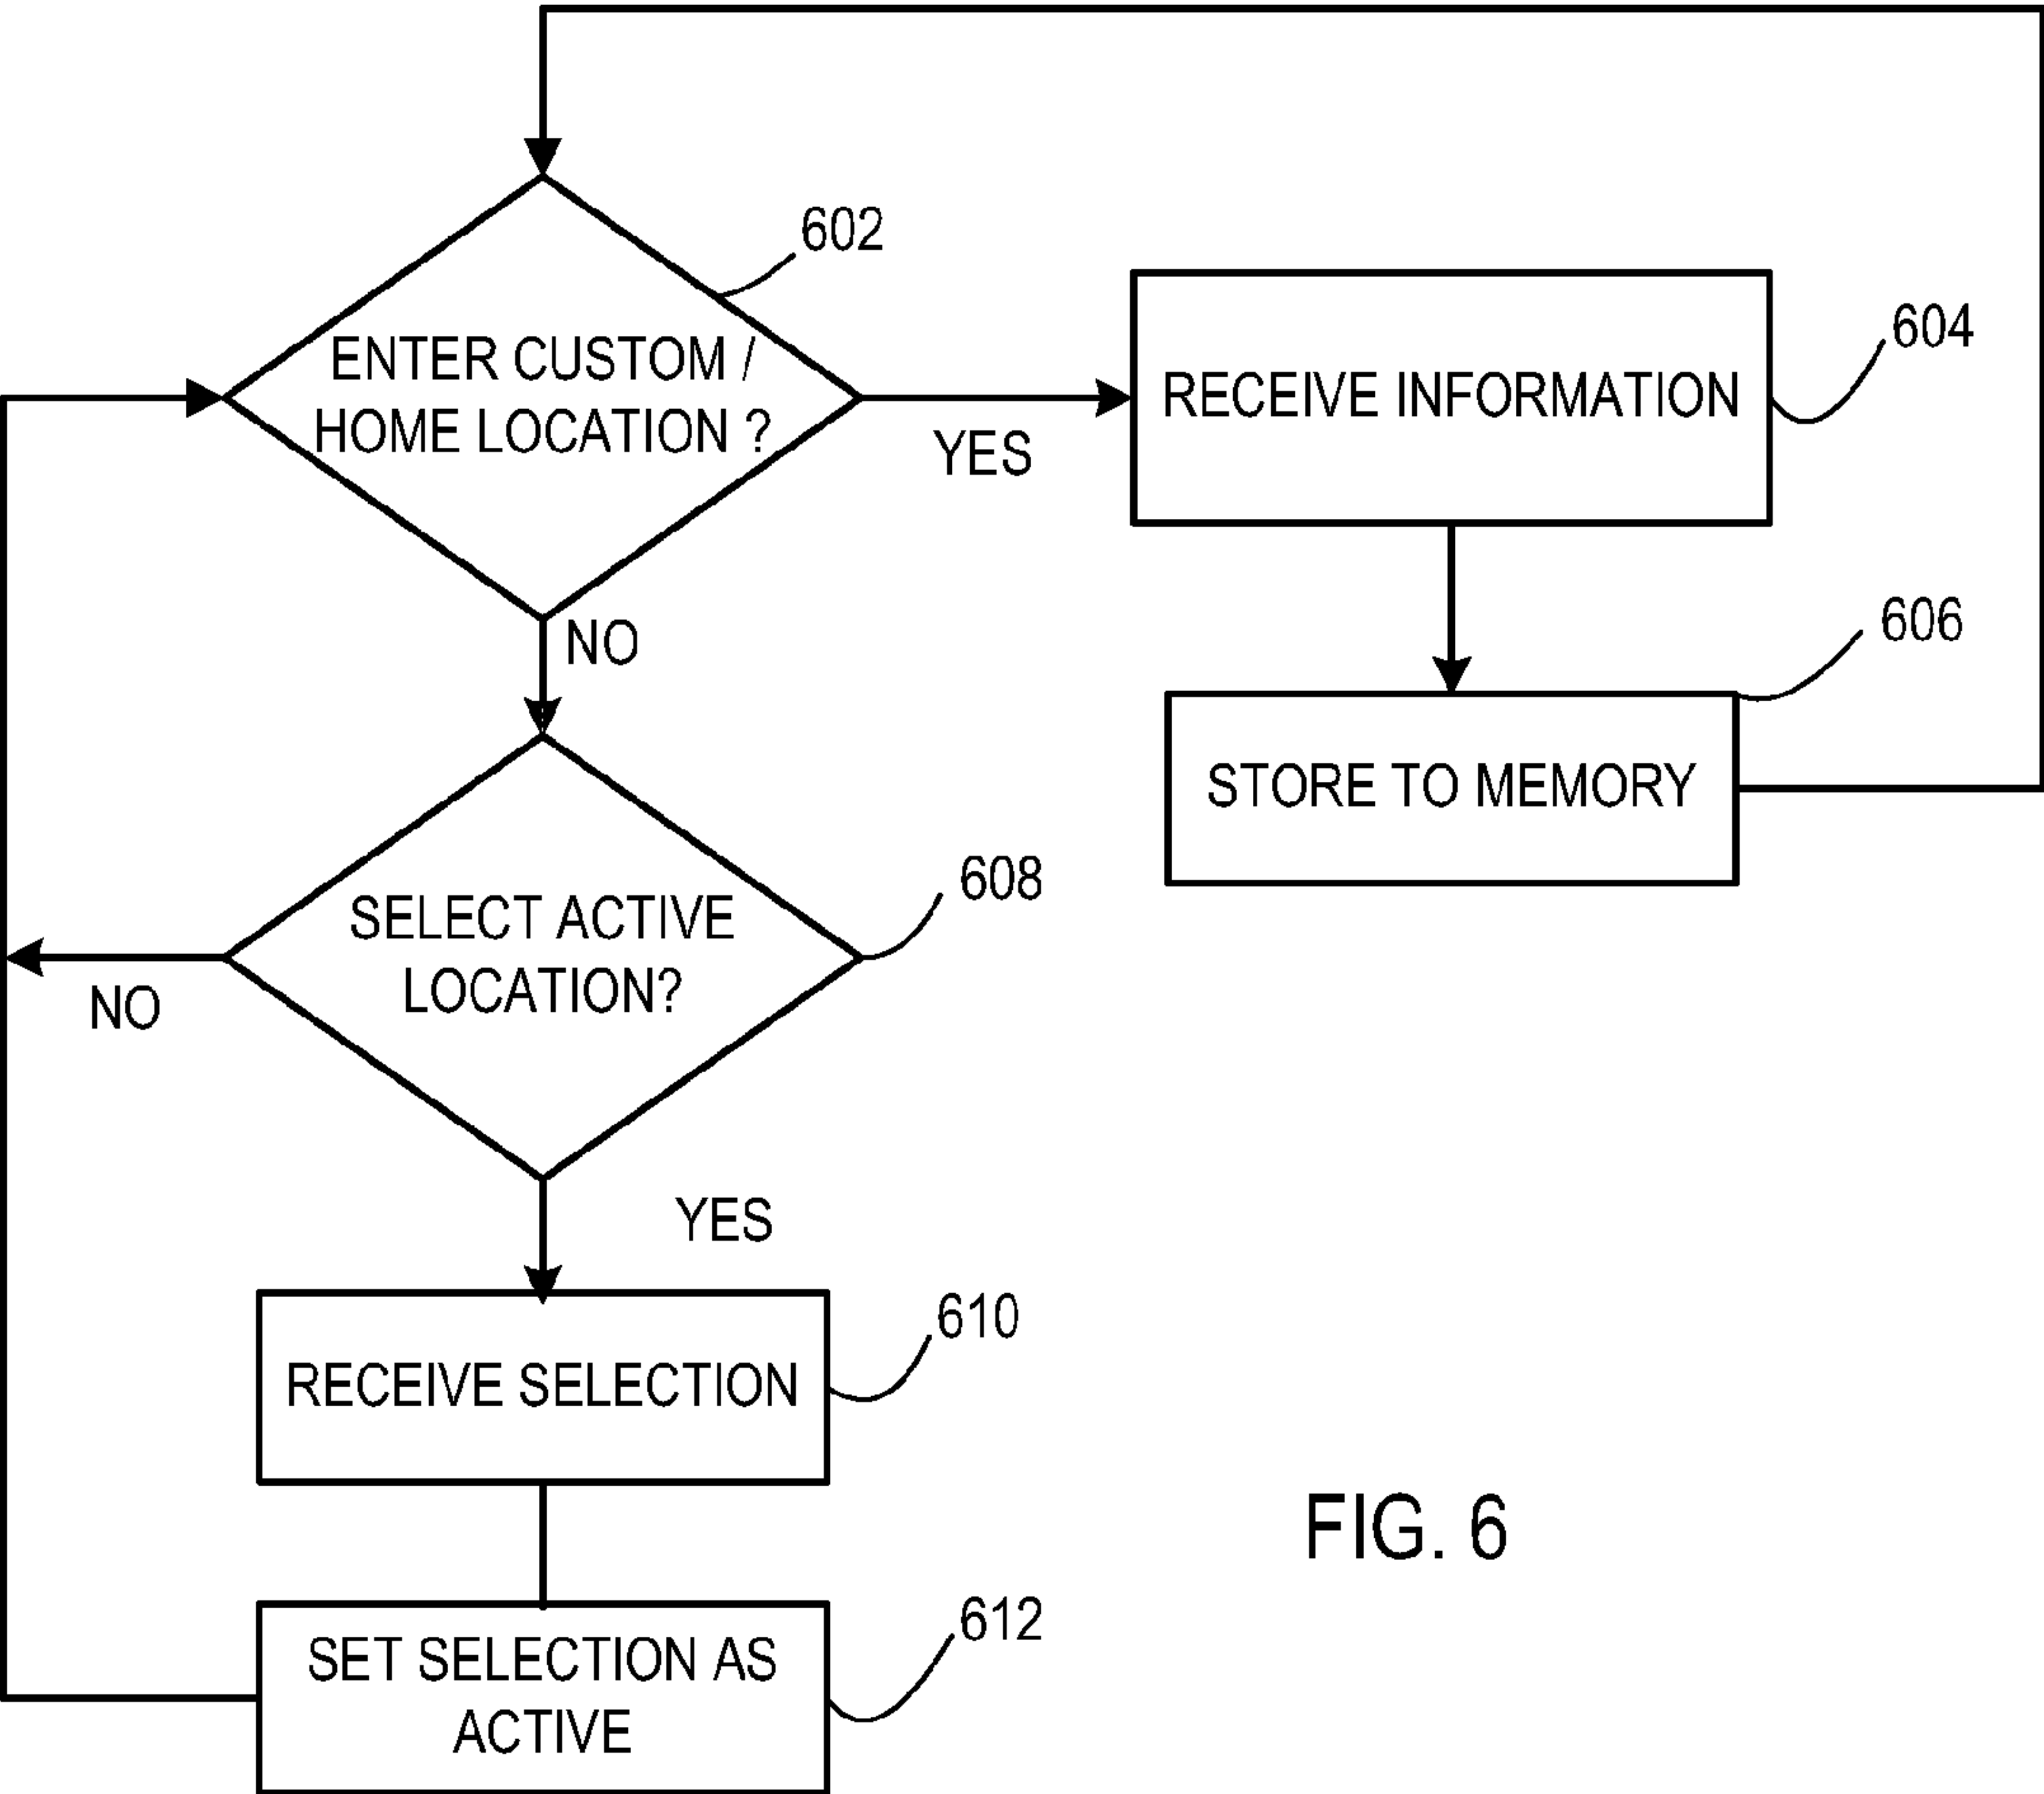 602
ENTER CUSTOM /
HOME LOCATION ?
YES
RECEIVE INFORMATION
604
NO
606
STORE TO MEMORY
608
SELECT ACTIVE
LOCATION?
NO
YES
610
RECEIVE SELECTION
FIG. 6
612
SET SELECTION AS
ACTIVE